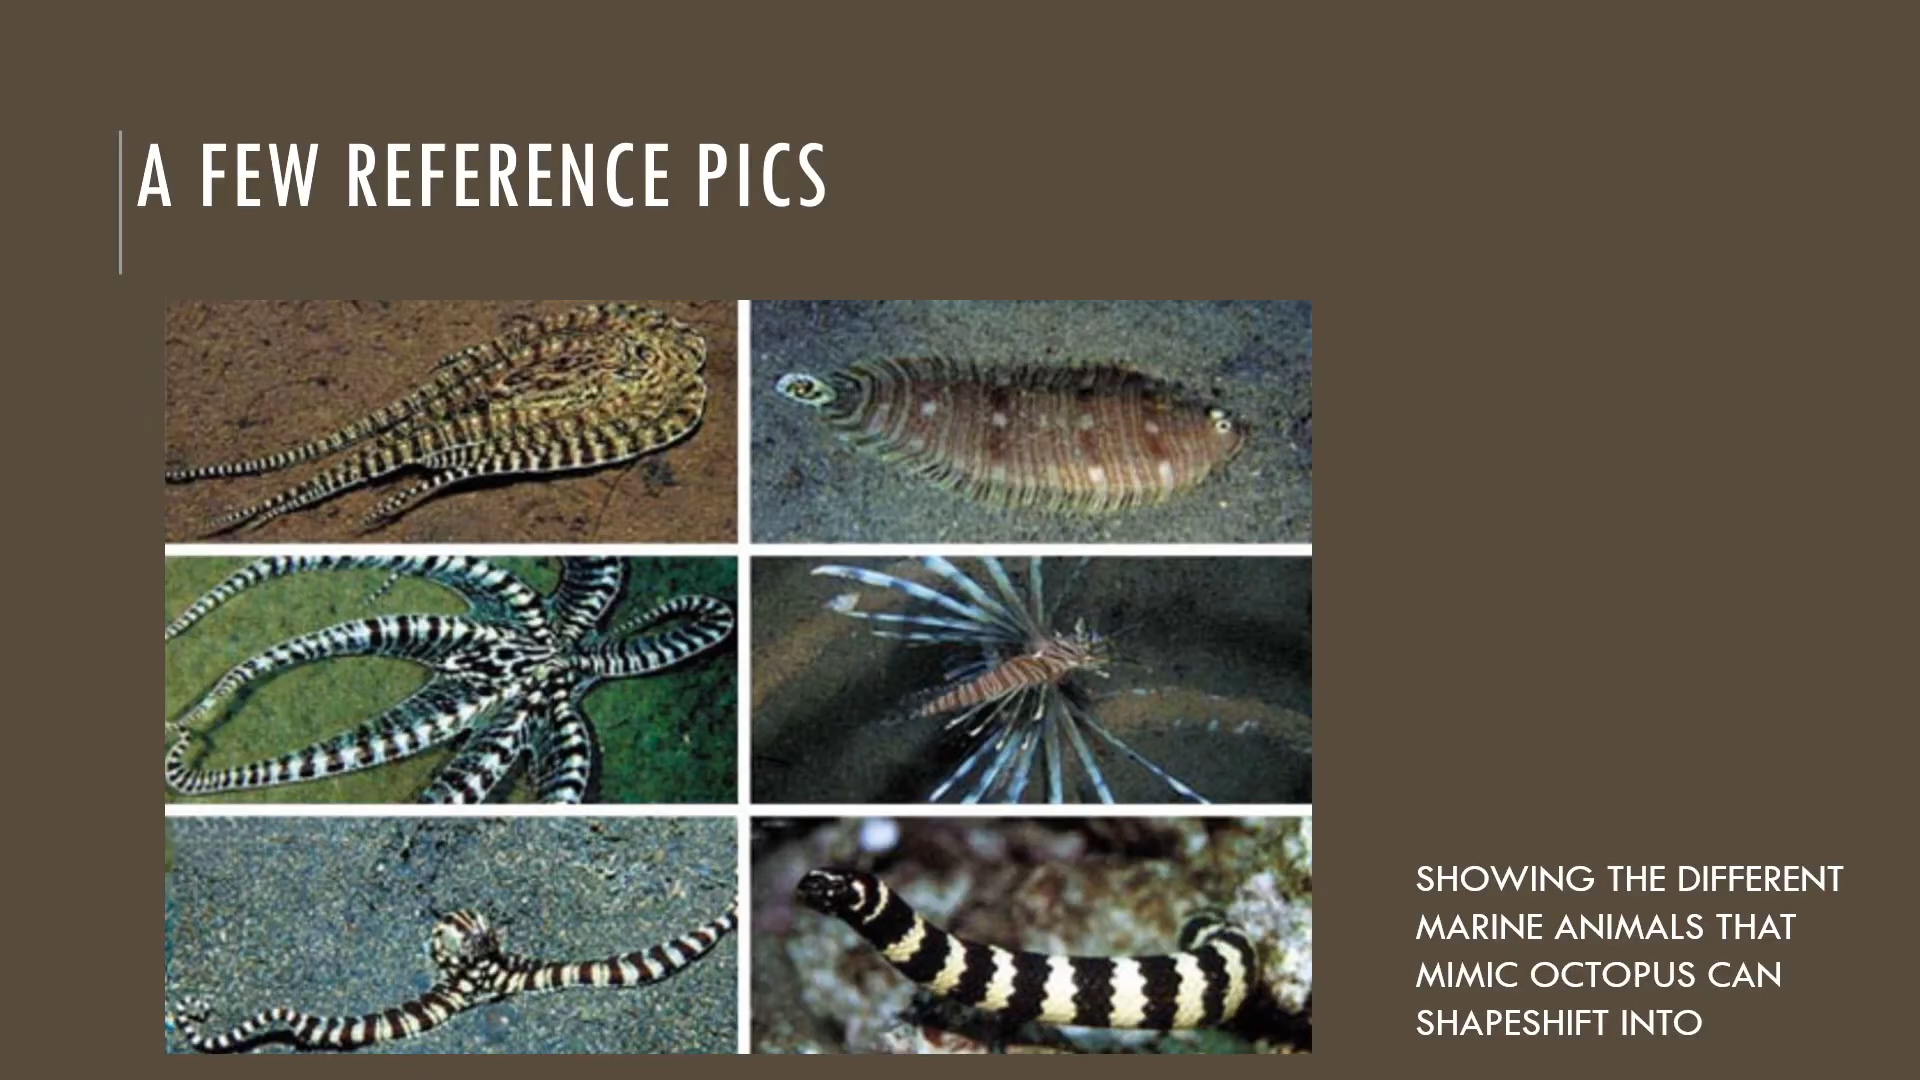 A FEW REFERENCE PICS
SHOWING THE DIFFERENT
MARINE ANIMALS THAT
MIMIC OCTOPUS CAN
SHAPESHIFT INTO